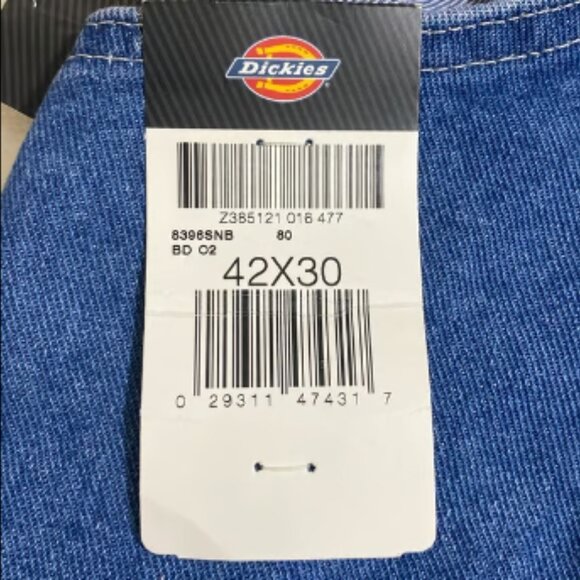 Dickies
Z385121 016 477
8396SNB 80
BD O2
42X30
0 29311 47431 7